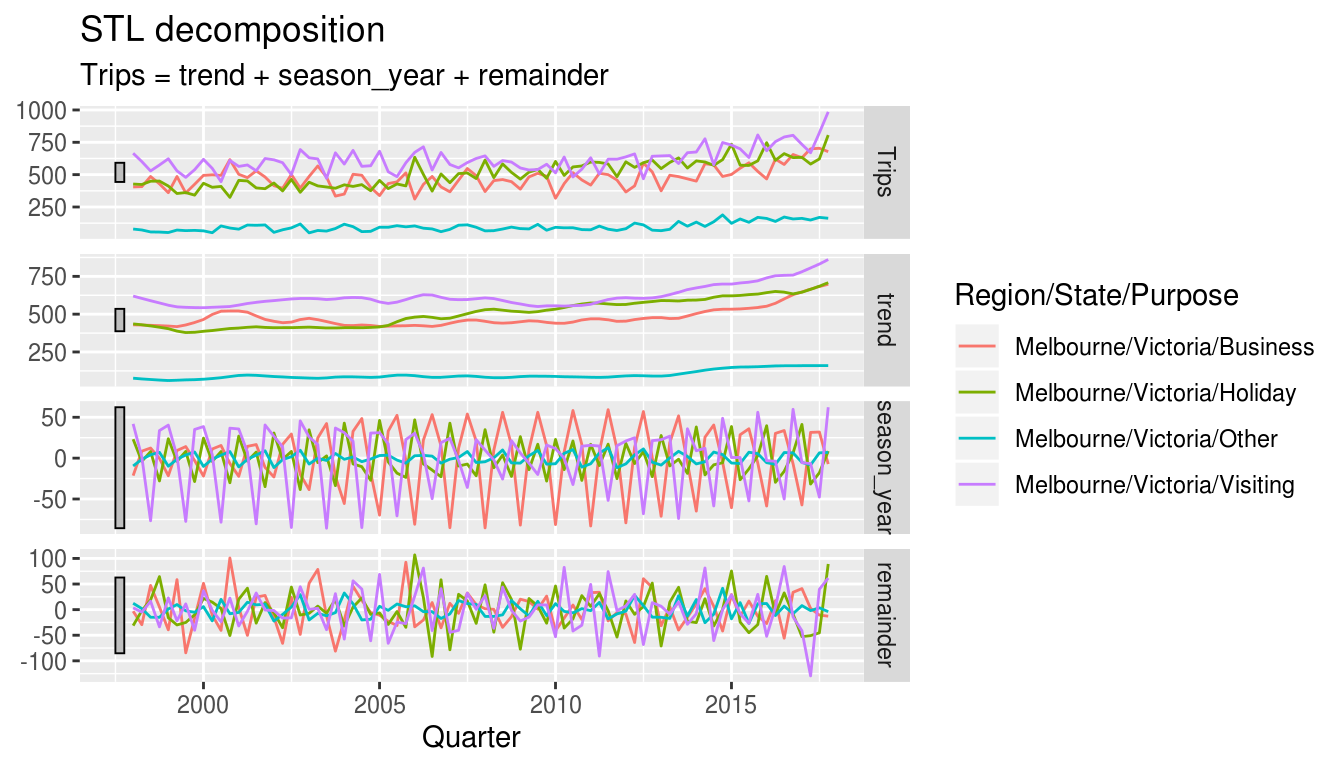 STL decomposition
Trips = trend + season_year + remainder
1000
750
500
250
Trips
750
500
250
trend
50
0
-50
season_year
100
50
0
-50
-100
remainder
2000 2005 2010 2015
Quarter
Region/State/Purpose
Melbourne/Victoria/Business
Melbourne/Victoria/Holiday
Melbourne/Victoria/Other
Melbourne/Victoria/Visiting